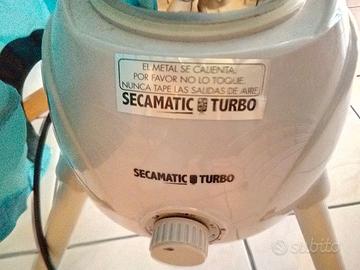 EL METAL SE CALIENTA.
POR FAVOR NO LO TOQUE.
NUNCA TAPE LAS SALIDAS DE AIRE
SECAMATIC TURBO
SECAMATIC TURBO
subito